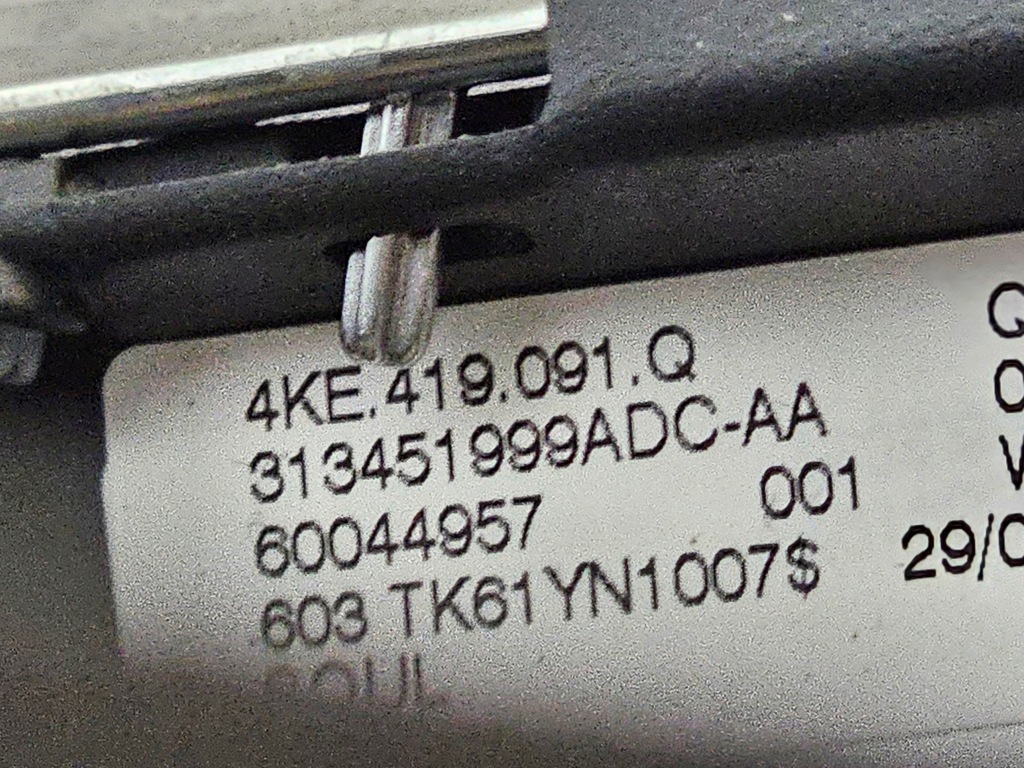 4KE.419.091.Q
313451999ADC-AA
60044957 001
603 TK61YN1007$
29/0